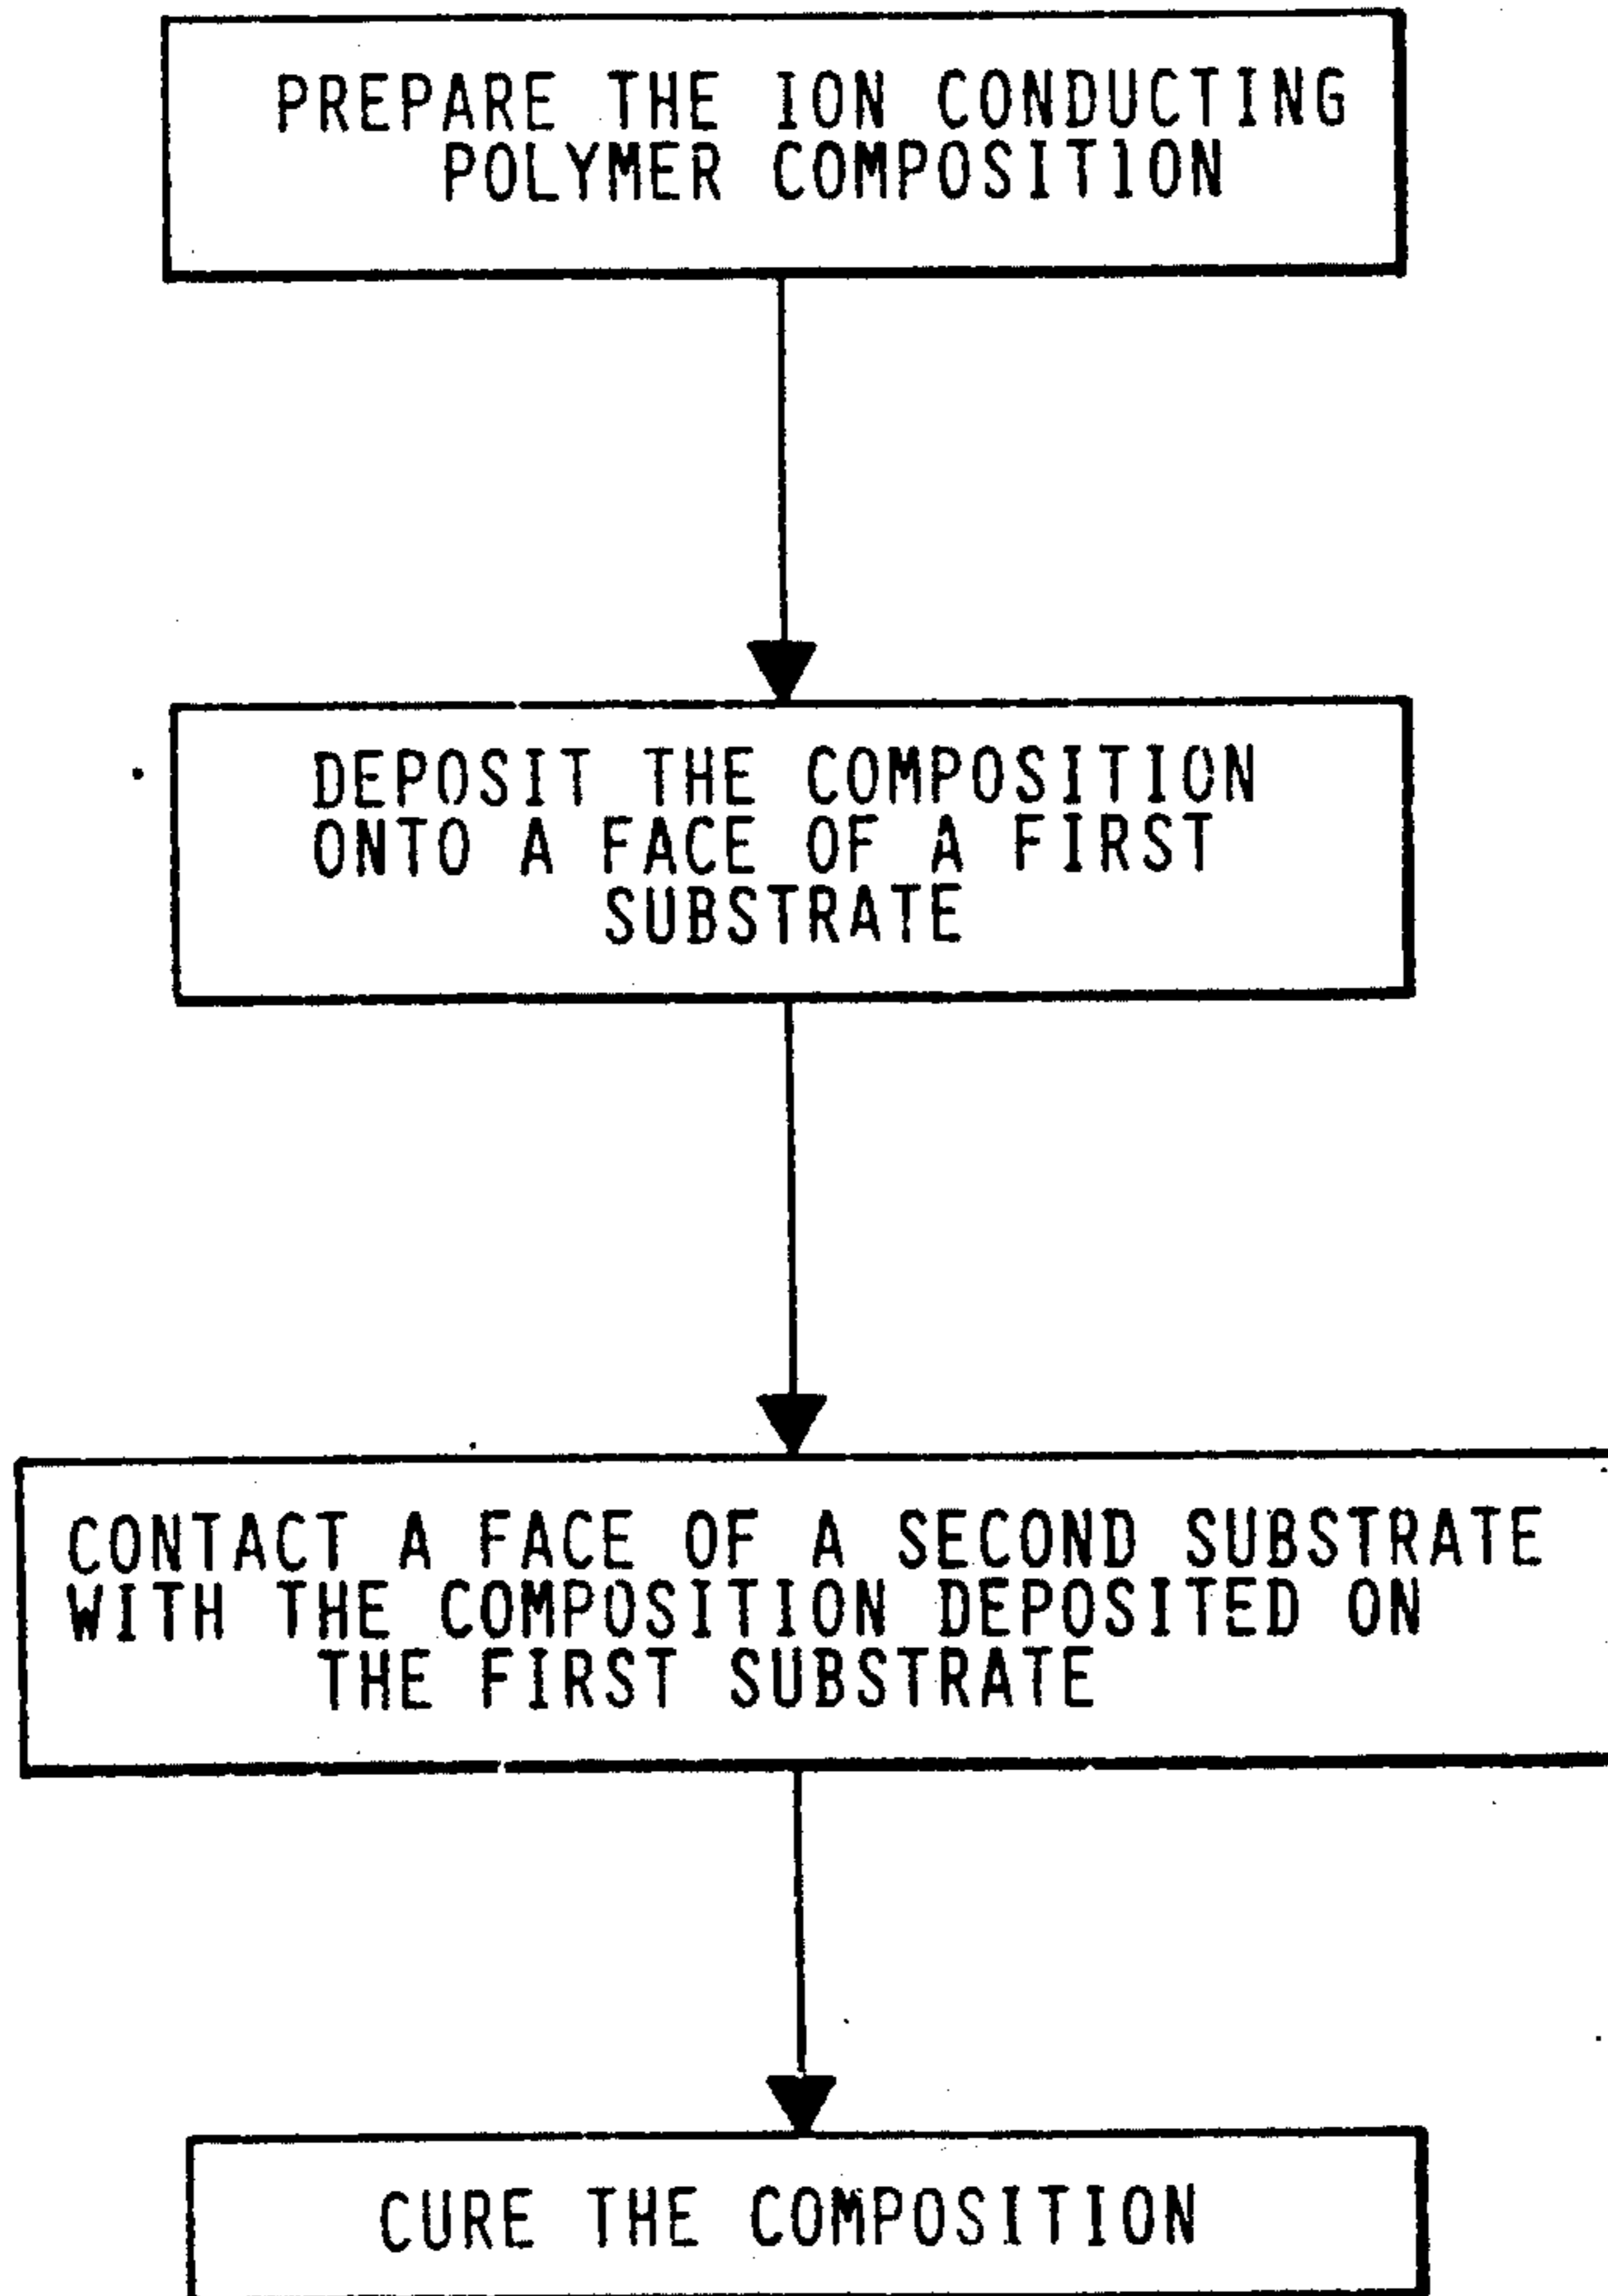 PREPARE THE ION CONDUCTING
POLYMER COMPOSITION
DEPOSIT THE COMPOSITION
ONTO A FACE OF A FIRST
SUBSTRATE
CONTACT A FACE OF A SECOND SUBSTRATE
WITH THE COMPOSITION DEPOSITED ON
THE FIRST SUBSTRATE
CURE THE COMPOSITION